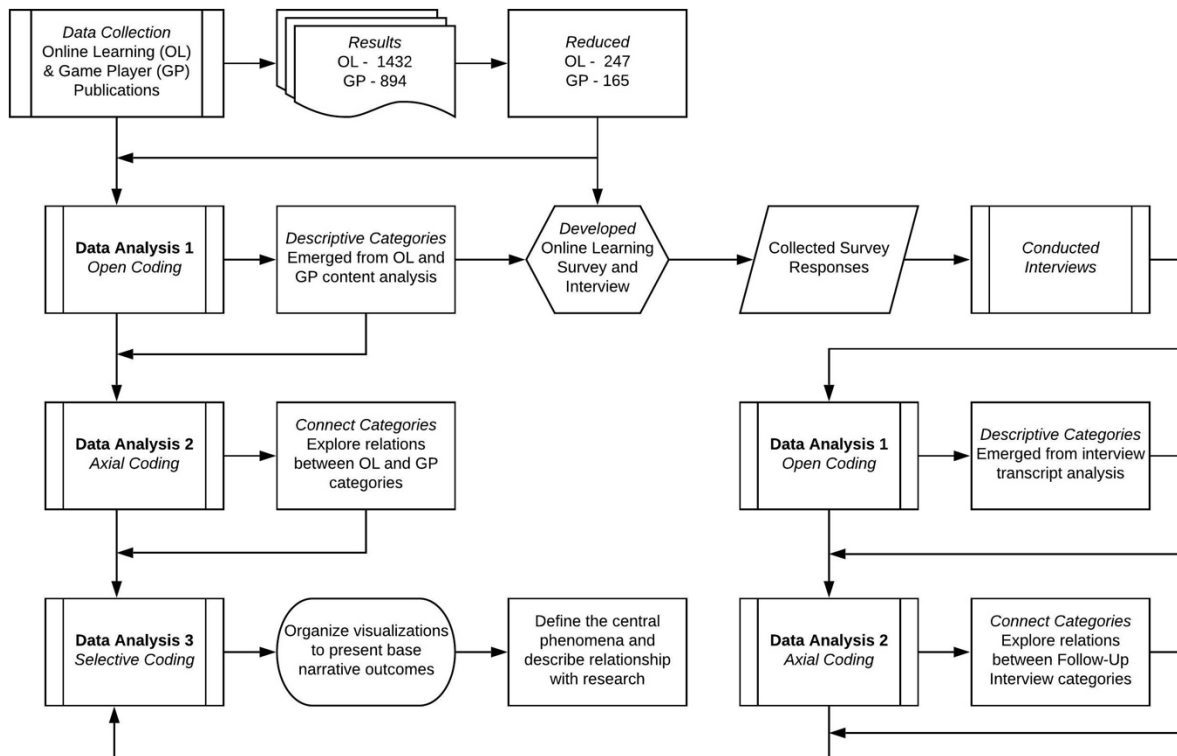 Data Collection
Online Learning (OL)
& Game Player (GP)
Publications
Results
OL - 1432
GP - 894
Reduced
OL - 247
GP - 165
Data Analysis 1
Open Coding
Descriptive Categories
Emerged from OL and
GP content analysis
Developed
Online Learning
Survey and
Interview
Collected Survey
Responses
Conducted
Interviews
Data Analysis 2
Axial Coding
Connect Categories
Explore relations
between OL and GP
categories
Data Analysis 1
Open Coding
Descriptive Categories
Emerged from interview
transcript analysis
Data Analysis 3
Selective Coding
Organize visualizations
to present base
narrative outcomes
Define the central
phenomena and
describe relationship
with research
Data Analysis 2
Axial Coding
Connect Categories
Explore relations
between Follow-Up
Interview categories